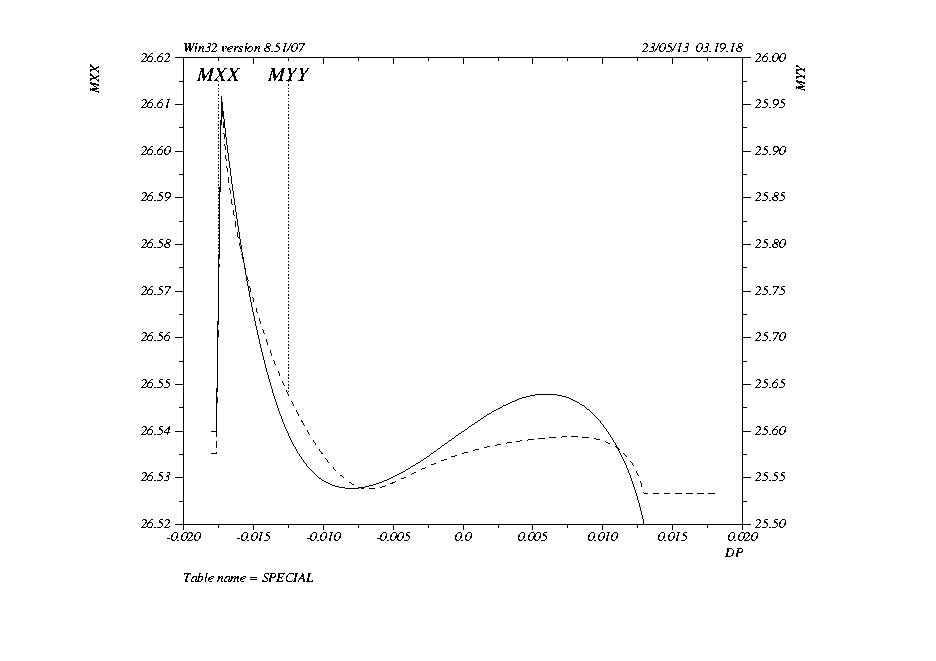 Win32 version 8.51/07 23/05/13 03.19.18
MXX MYY
MXX MYY
26.62 26.00
26.61 25.95
26.60 25.90
26.59 25.85
26.58 25.80
26.57 25.75
26.56 25.70
26.55 25.65
26.54 25.60
26.53 25.55
26.52 25.50
-0.020 -0.015 -0.010 -0.005 0.0 0.005 0.010 0.015 0.020
DP
Table name = SPECIAL